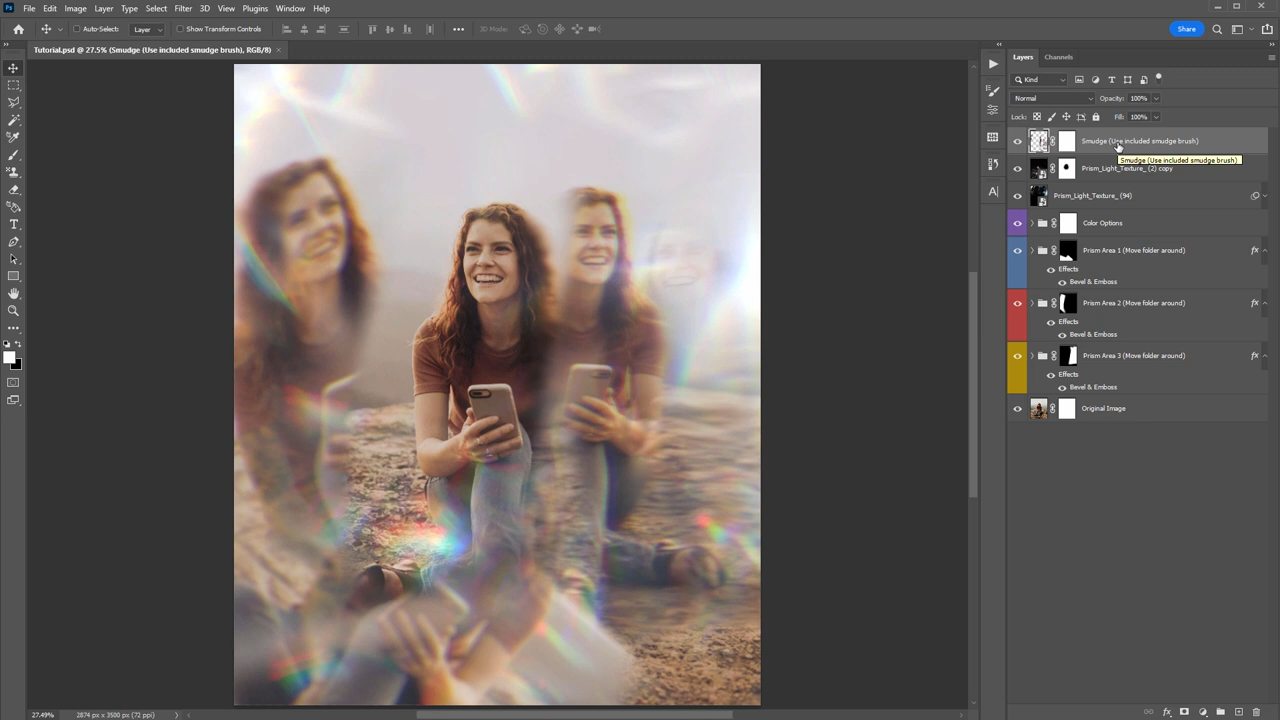 Ps File Edit Image Layer Type Select Filter 3D View Plugins Window Help
Auto-Select: Layer Show Transform Controls 3D Mode: Share
Tutorial.psd @ 27.5% (Smudge (Use included smudge brush), RGB/8) ×
Layers Channels
Kind
Normal Opacity: 100%
Lock: Fill: 100%
Smudge (Use included smudge brush)
Smudge (Use included smudge brush)
Prism_Light_Texture_ (2) copy
Prism_Light_Texture_ (94)
Color Options
Prism Area 1 (Move folder around) fx
Effects
Bevel & Emboss
Prism Area 2 (Move folder around) fx
Effects
Bevel & Emboss
Prism Area 3 (Move folder around) fx
Effects
Bevel & Emboss
Original Image
27.49% 2874 px x 3500 px (72 ppi)